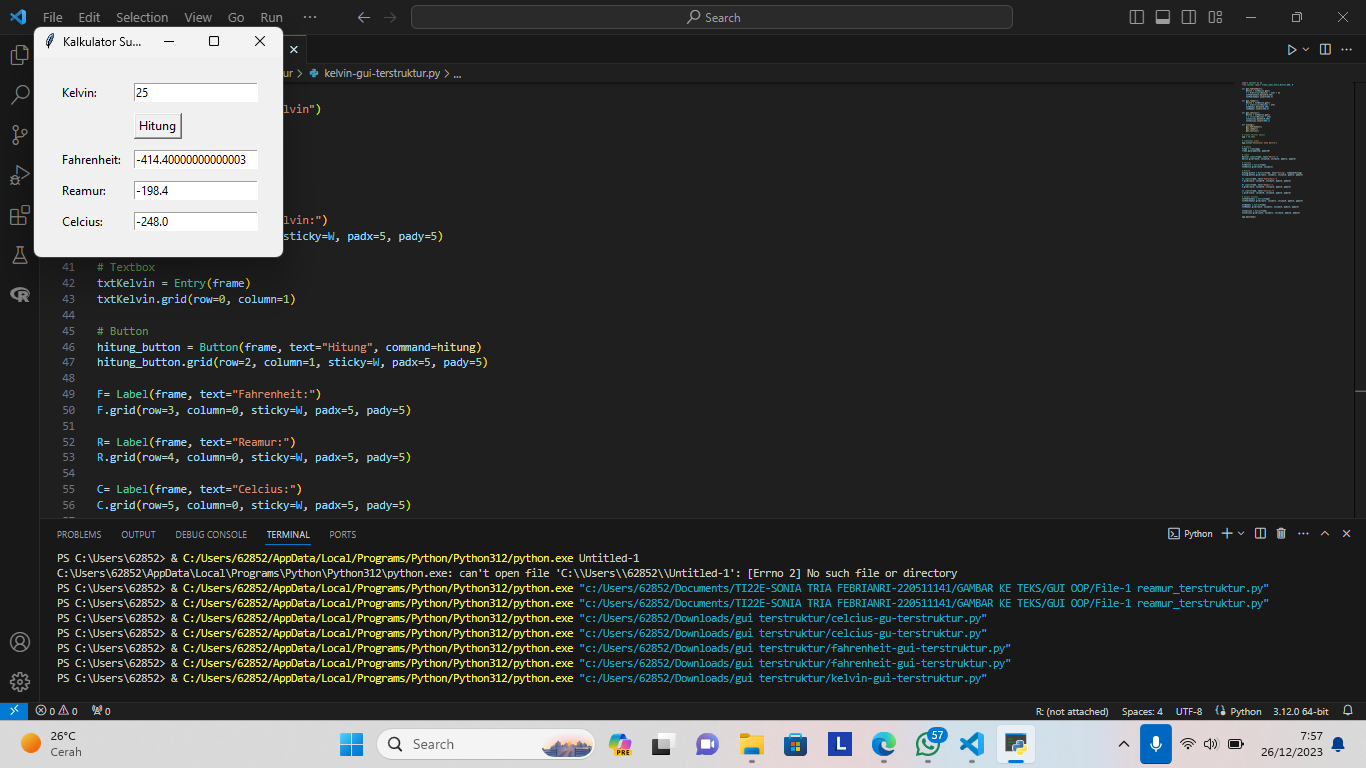 File Edit Selection View Go Run ··· Search
Kalkulator Su...
Kelvin: 25
Hitung
Fahrenheit: -414.40000000000003
Reamur: -198.4
Celcius: -248.0
ur > kelvin-gui-terstruktur.py > ...
lvin")
lvin:")
sticky=W, padx=5, pady=5)
41 # Textbox
42 txtKelvin = Entry(frame)
43 txtKelvin.grid(row=0, column=1)
44
45 # Button
46 hitung_button = Button(frame, text="Hitung", command=hitung)
47 hitung_button.grid(row=2, column=1, sticky=W, padx=5, pady=5)
48
49 F= Label(frame, text="Fahrenheit:")
50 F.grid(row=3, column=0, sticky=W, padx=5, pady=5)
51
52 R= Label(frame, text="Reamur:")
53 R.grid(row=4, column=0, sticky=W, padx=5, pady=5)
54
55 C= Label(frame, text="Celcius:")
56 C.grid(row=5, column=0, sticky=W, padx=5, pady=5)
PROBLEMS OUTPUT DEBUG CONSOLE TERMINAL PORTS Python
PS C:\Users\62852> & C:/Users/62852/AppData/Local/Programs/Python/Python312/python.exe Untitled-1
C:\Users\62852\AppData\Local\Programs\Python\Python312\python.exe: can't open file 'C:\\Users\\62852\\Untitled-1': [Errno 2] No such file or directory
PS C:\Users\62852> & C:/Users/62852/AppData/Local/Programs/Python/Python312/python.exe "c:/Users/62852/Documents/TI22E-SONIA TRIA FEBRIANRI-220511141/GAMBAR KE TEKS/GUI OOP/File-1 reamur_terstruktur.py"
PS C:\Users\62852> & C:/Users/62852/AppData/Local/Programs/Python/Python312/python.exe "c:/Users/62852/Documents/TI22E-SONIA TRIA FEBRIANRI-220511141/GAMBAR KE TEKS/GUI OOP/File-1 reamur_terstruktur.py"
PS C:\Users\62852> & C:/Users/62852/AppData/Local/Programs/Python/Python312/python.exe "c:/Users/62852/Downloads/gui terstruktur/celcius-gu-terstruktur.py"
PS C:\Users\62852> & C:/Users/62852/AppData/Local/Programs/Python/Python312/python.exe "c:/Users/62852/Downloads/gui terstruktur/celcius-gu-terstruktur.py"
PS C:\Users\62852> & C:/Users/62852/AppData/Local/Programs/Python/Python312/python.exe "c:/Users/62852/Downloads/gui terstruktur/fahrenheit-gui-terstruktur.py"
PS C:\Users\62852> & C:/Users/62852/AppData/Local/Programs/Python/Python312/python.exe "c:/Users/62852/Downloads/gui terstruktur/fahrenheit-gui-terstruktur.py"
PS C:\Users\62852> & C:/Users/62852/AppData/Local/Programs/Python/Python312/python.exe "c:/Users/62852/Downloads/gui terstruktur/kelvin-gui-terstruktur.py"
0 0 0 R: (not attached) Spaces: 4 UTF-8 Python 3.12.0 64-bit
26°C
Cerah
Search
PRE
L
57
7:57
26/12/2023